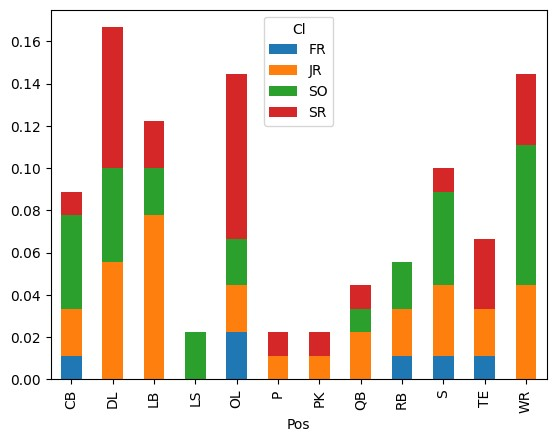 Cl
FR
JR
SO
SR
0.16
0.14
0.12
0.10
0.08
0.06
0.04
0.02
0.00
CB DL LB LS OL P PK QB RB S TE WR
Pos